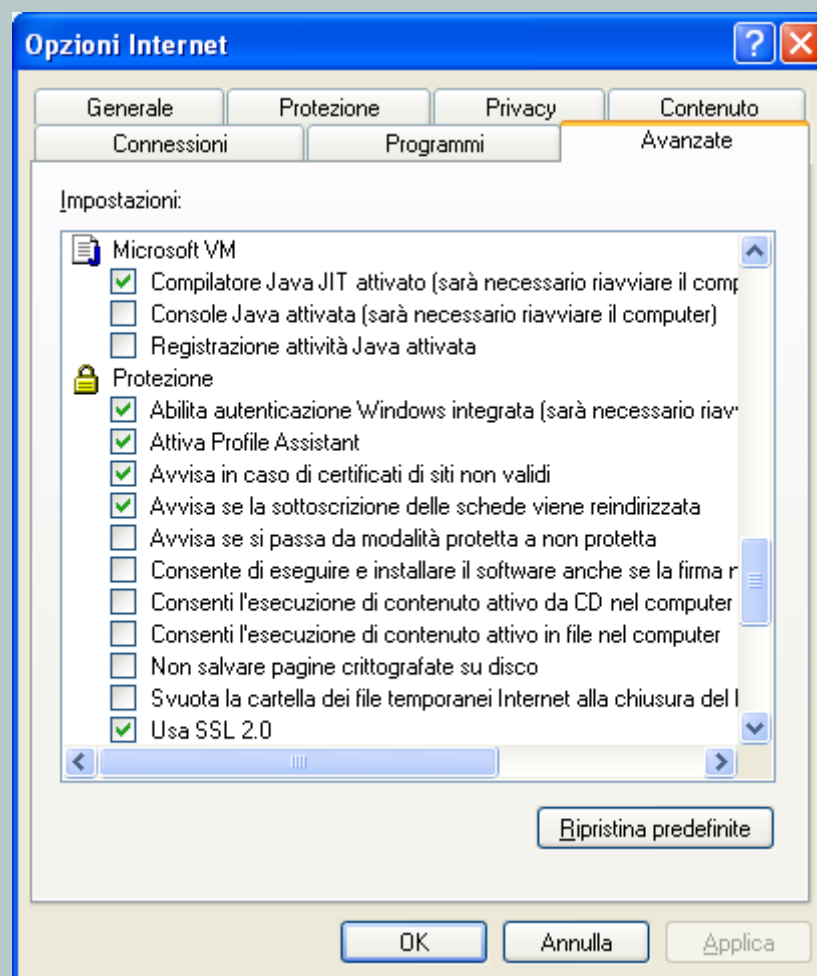 Opzioni Internet
Generale Protezione Privacy Contenuto
Connessioni Programmi Avanzate
Impostazioni:
Microsoft VM
Compilatore Java JIT attivato (sarà necessario riavviare il comp
Console Java attivata (sarà necessario riavviare il computer)
Registrazione attività Java attivata
Protezione
Abilita autenticazione Windows integrata (sarà necessario riav
Attiva Profile Assistant
Avvisa in caso di certificati di siti non validi
Avvisa se la sottoscrizione delle schede viene reindirizzata
Avvisa se si passa da modalità protetta a non protetta
Consente di eseguire e installare il software anche se la firma n
Consenti l'esecuzione di contenuto attivo da CD nel computer
Consenti l'esecuzione di contenuto attivo in file nel computer
Non salvare pagine crittografate su disco
Svuota la cartella dei file temporanei Internet alla chiusura del
Usa SSL 2.0
Ripristina predefinite
OK Annulla Applica